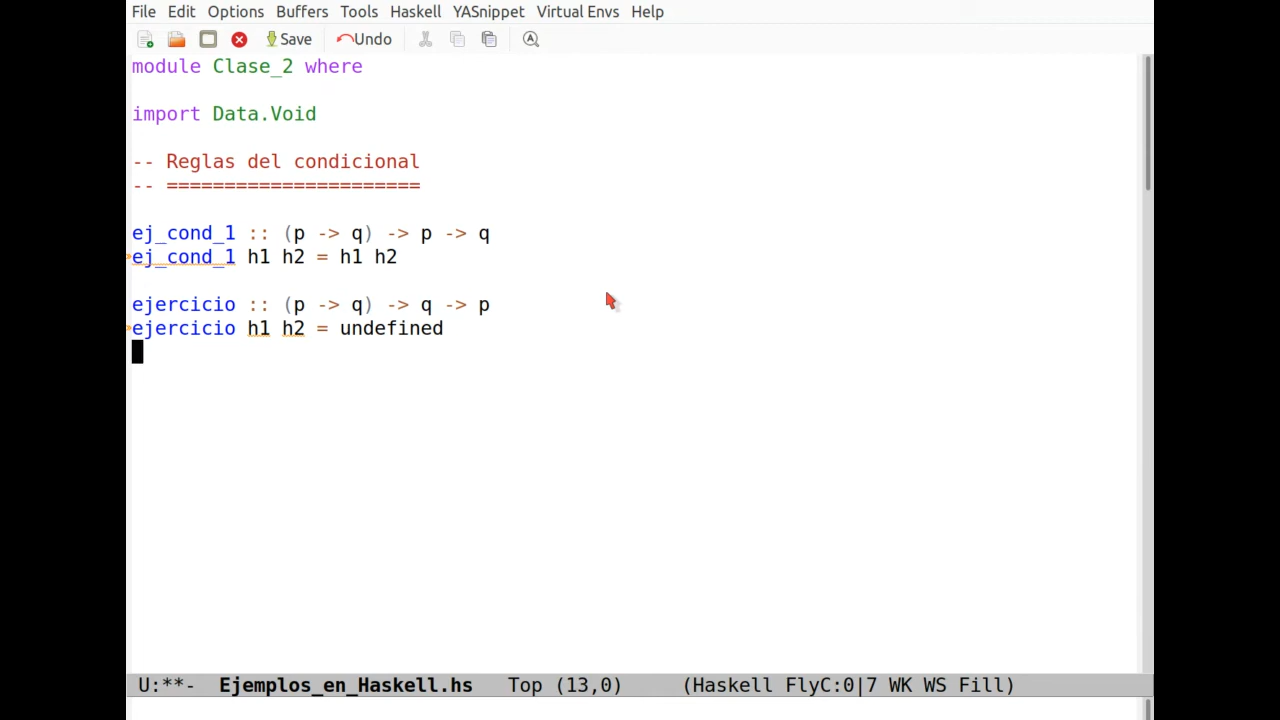 File Edit Options Buffers Tools Haskell YASnippet Virtual Envs Help
Save Undo
module Clase_2 where
import Data.Void
-- Reglas del condicional
-- ======================
ej_cond_1 :: (p -> q) -> p -> q
ej_cond_1 h1 h2 = h1 h2
ejercicio :: (p -> q) -> q -> p
ejercicio h1 h2 = undefined
U:**- Ejemplos_en_Haskell.hs Top (13,0) (Haskell FlyC:0|7 WK WS Fill)